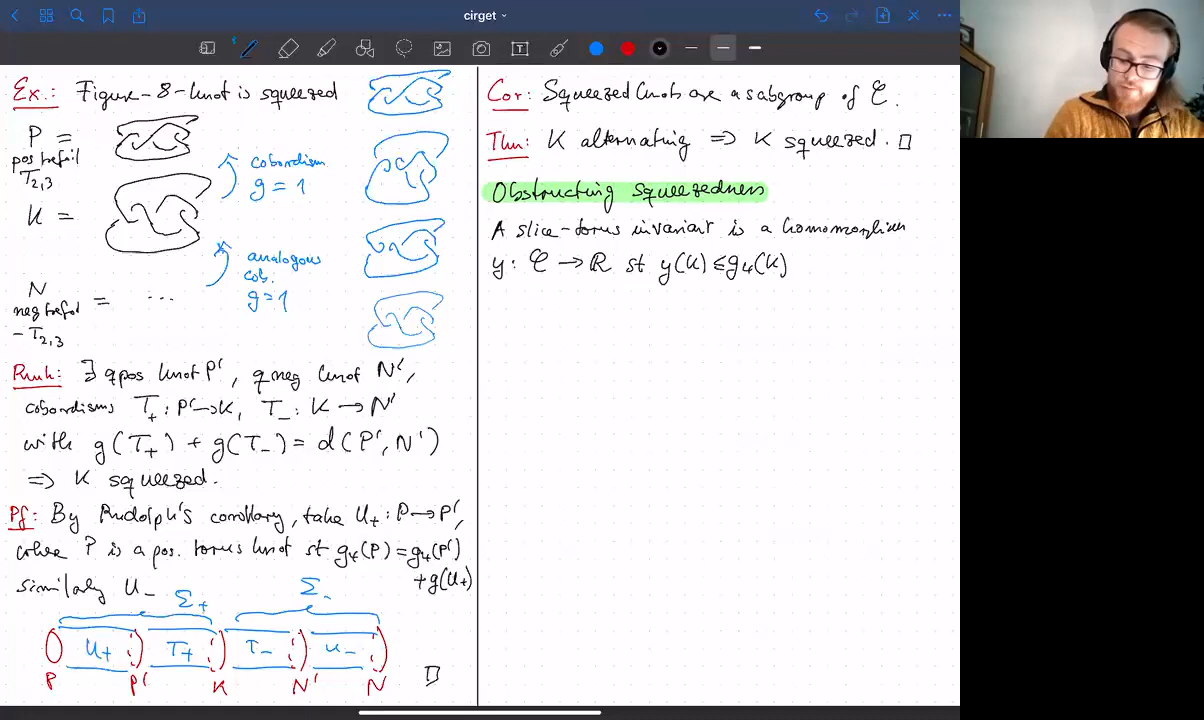 cirget
Ex.: Figure-8-knot is squeezed
P =
pos trefoil
T2,3
cobordism
g = 1
K =
analogous
cob.
g=1
N = ...
neg trefoil
-T2,3
Rmk: ∃ qpos knot P', qneg knot N',
cobordisms T₊: P'→K, T₋: K → N'
with g(T₊) + g(T₋) = d(P', N')
⟹ K squeezed.
Pf: By Rudolph's corollary, take U₊: P→P',
where P is a pos. torus knot st g₄(P) = g₄(P')
+g(U₊)
similarly U₋
Σ₊ Σ₋
U₊ T₊ T₋ U₋
P P' K N' N □
Cor: Squeezed knots are a subgroup of C.
Thm: K alternating ⟹ K squeezed. □
Obstructing squeezedness
A slice-torus invariant is a homomorphism
y: C → ℝ st y(K) ≤ g₄(K)